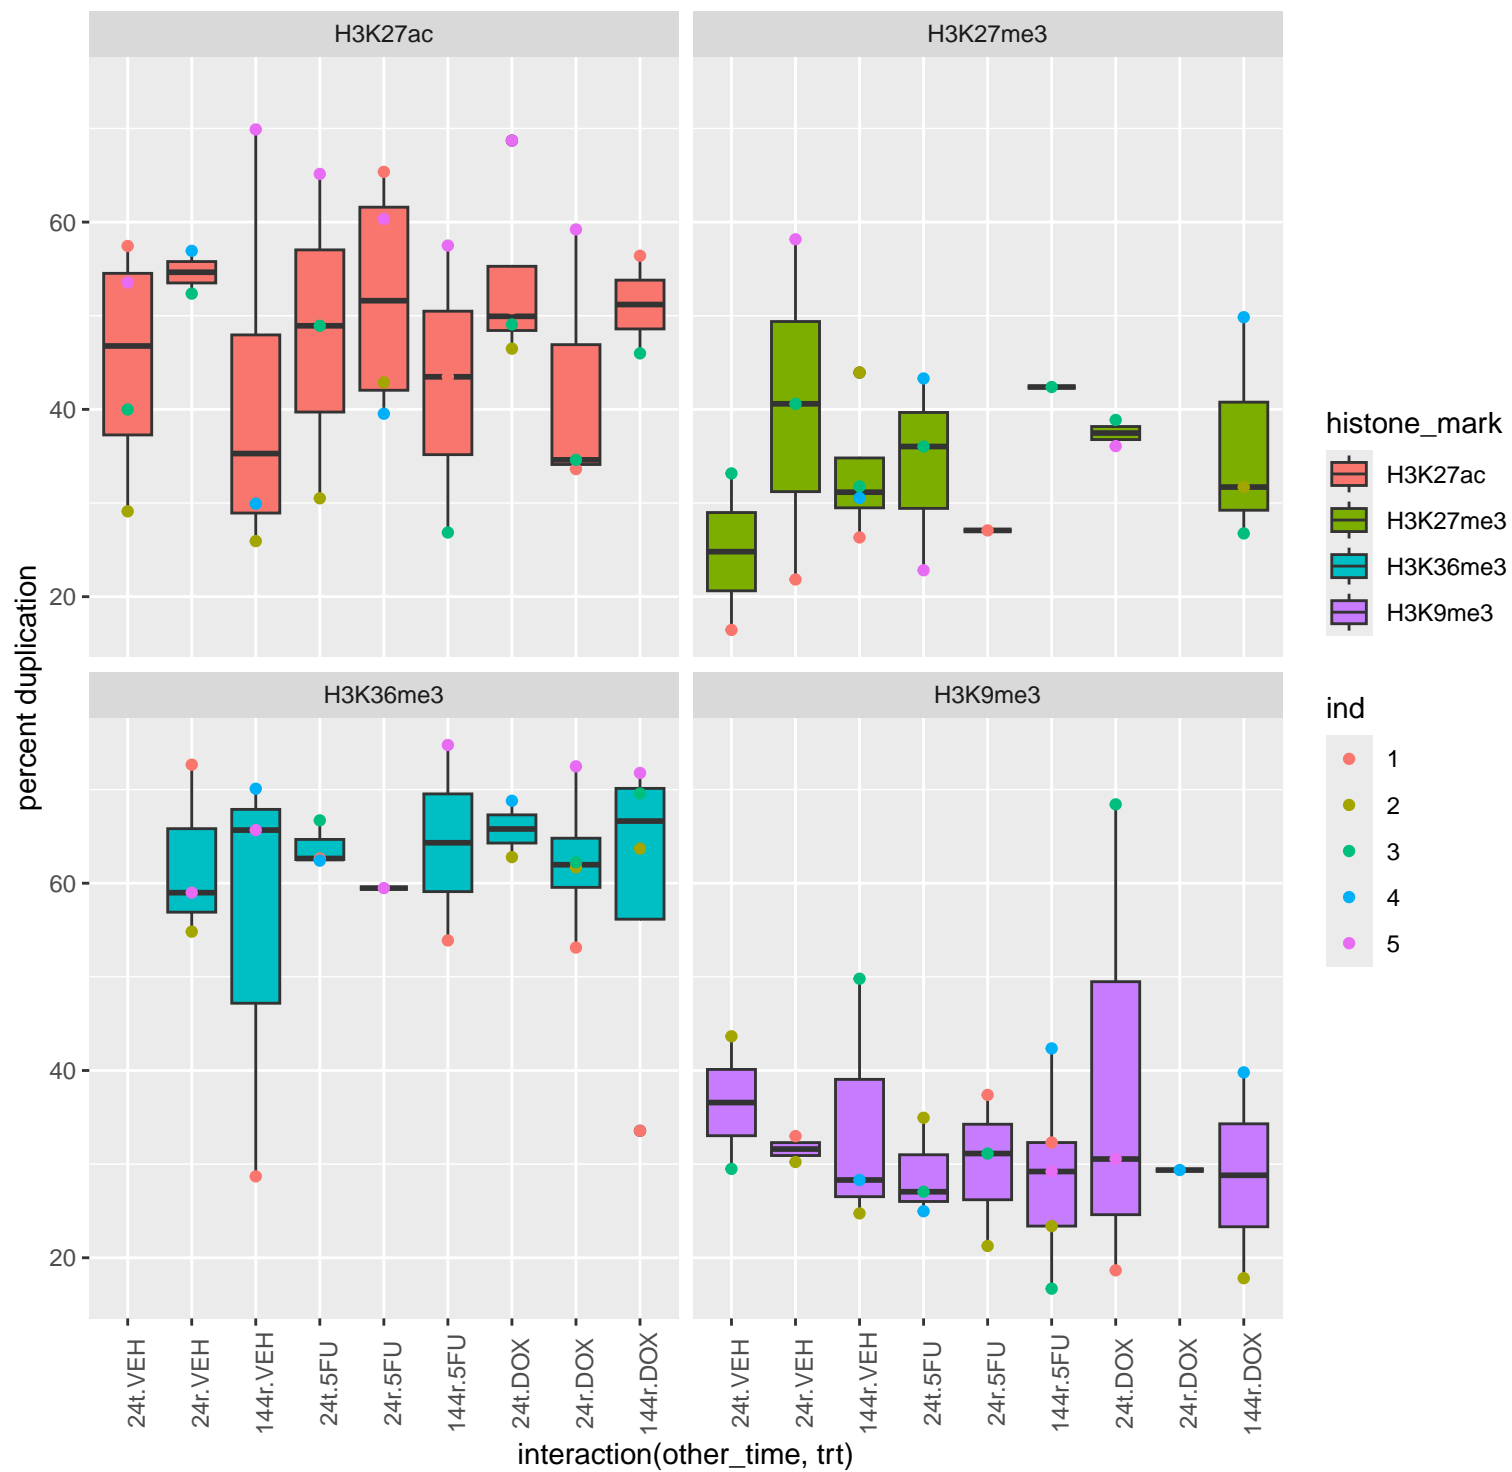 H3K27ac
H3K27me3
60
40
20
H3K36me3
H3K9me3
60
40
20
percent duplication
24t.VEH
24r.VEH
144r.VEH
24t.5FU
24r.5FU
144r.5FU
24t.DOX
24r.DOX
144r.DOX
24t.VEH
24r.VEH
144r.VEH
24t.5FU
24r.5FU
144r.5FU
24t.DOX
24r.DOX
144r.DOX
interaction(other_time, trt)
histone_mark
H3K27ac
H3K27me3
H3K36me3
H3K9me3
ind
1
2
3
4
5